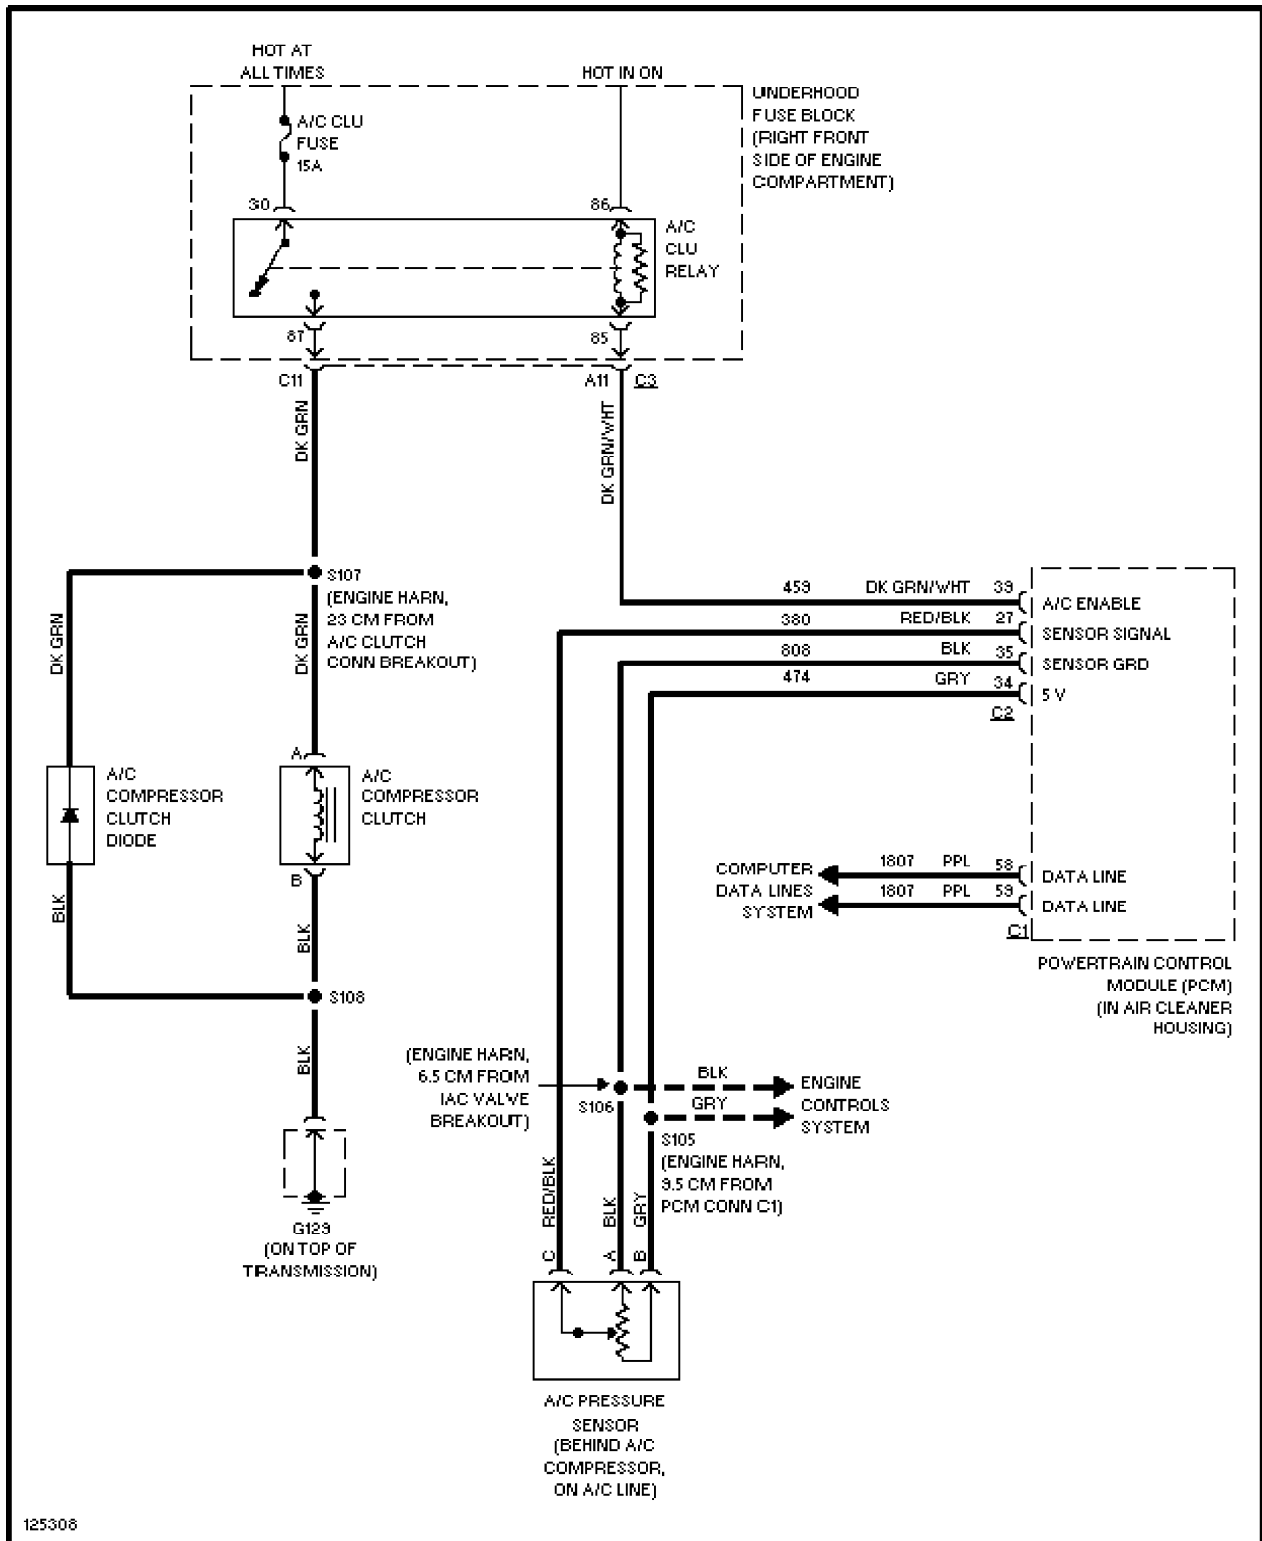 HOT AT
ALL TIMES
HOT IN ON
UNDERHOOD
FUSE BLOCK
(RIGHT FRONT
SIDE OF ENGINE
COMPARTMENT)
A/C CLU
FUSE
15A
30
86
A/C
CLU
RELAY
87
85
C11
A11
C3
DK GRN
DK GRN/WHT
S107
(ENGINE HARN,
23 CM FROM
A/C CLUTCH
CONN BREAKOUT)
DK GRN
DK GRN
459
DK GRN/WHT
39
A/C ENABLE
380
RED/BLK
27
SENSOR SIGNAL
808
BLK
35
SENSOR GRD
474
GRY
34
5 V
C2
A
A/C
COMPRESSOR
CLUTCH
DIODE
A/C
COMPRESSOR
CLUTCH
B
BLK
BLK
COMPUTER
DATA LINES
SYSTEM
1807
PPL
58
DATA LINE
1807
PPL
59
DATA LINE
C1
POWERTRAIN CONTROL
MODULE (PCM)
(IN AIR CLEANER
HOUSING)
S108
BLK
(ENGINE HARN,
6.5 CM FROM
IAC VALVE
BREAKOUT)
S106
BLK
GRY
ENGINE
CONTROLS
SYSTEM
S105
(ENGINE HARN,
9.5 CM FROM
PCM CONN C1)
RED/BLK
BLK
GRY
C
A
B
G129
(ON TOP OF
TRANSMISSION)
A/C PRESSURE
SENSOR
(BEHIND A/C
COMPRESSOR,
ON A/C LINE)
125308